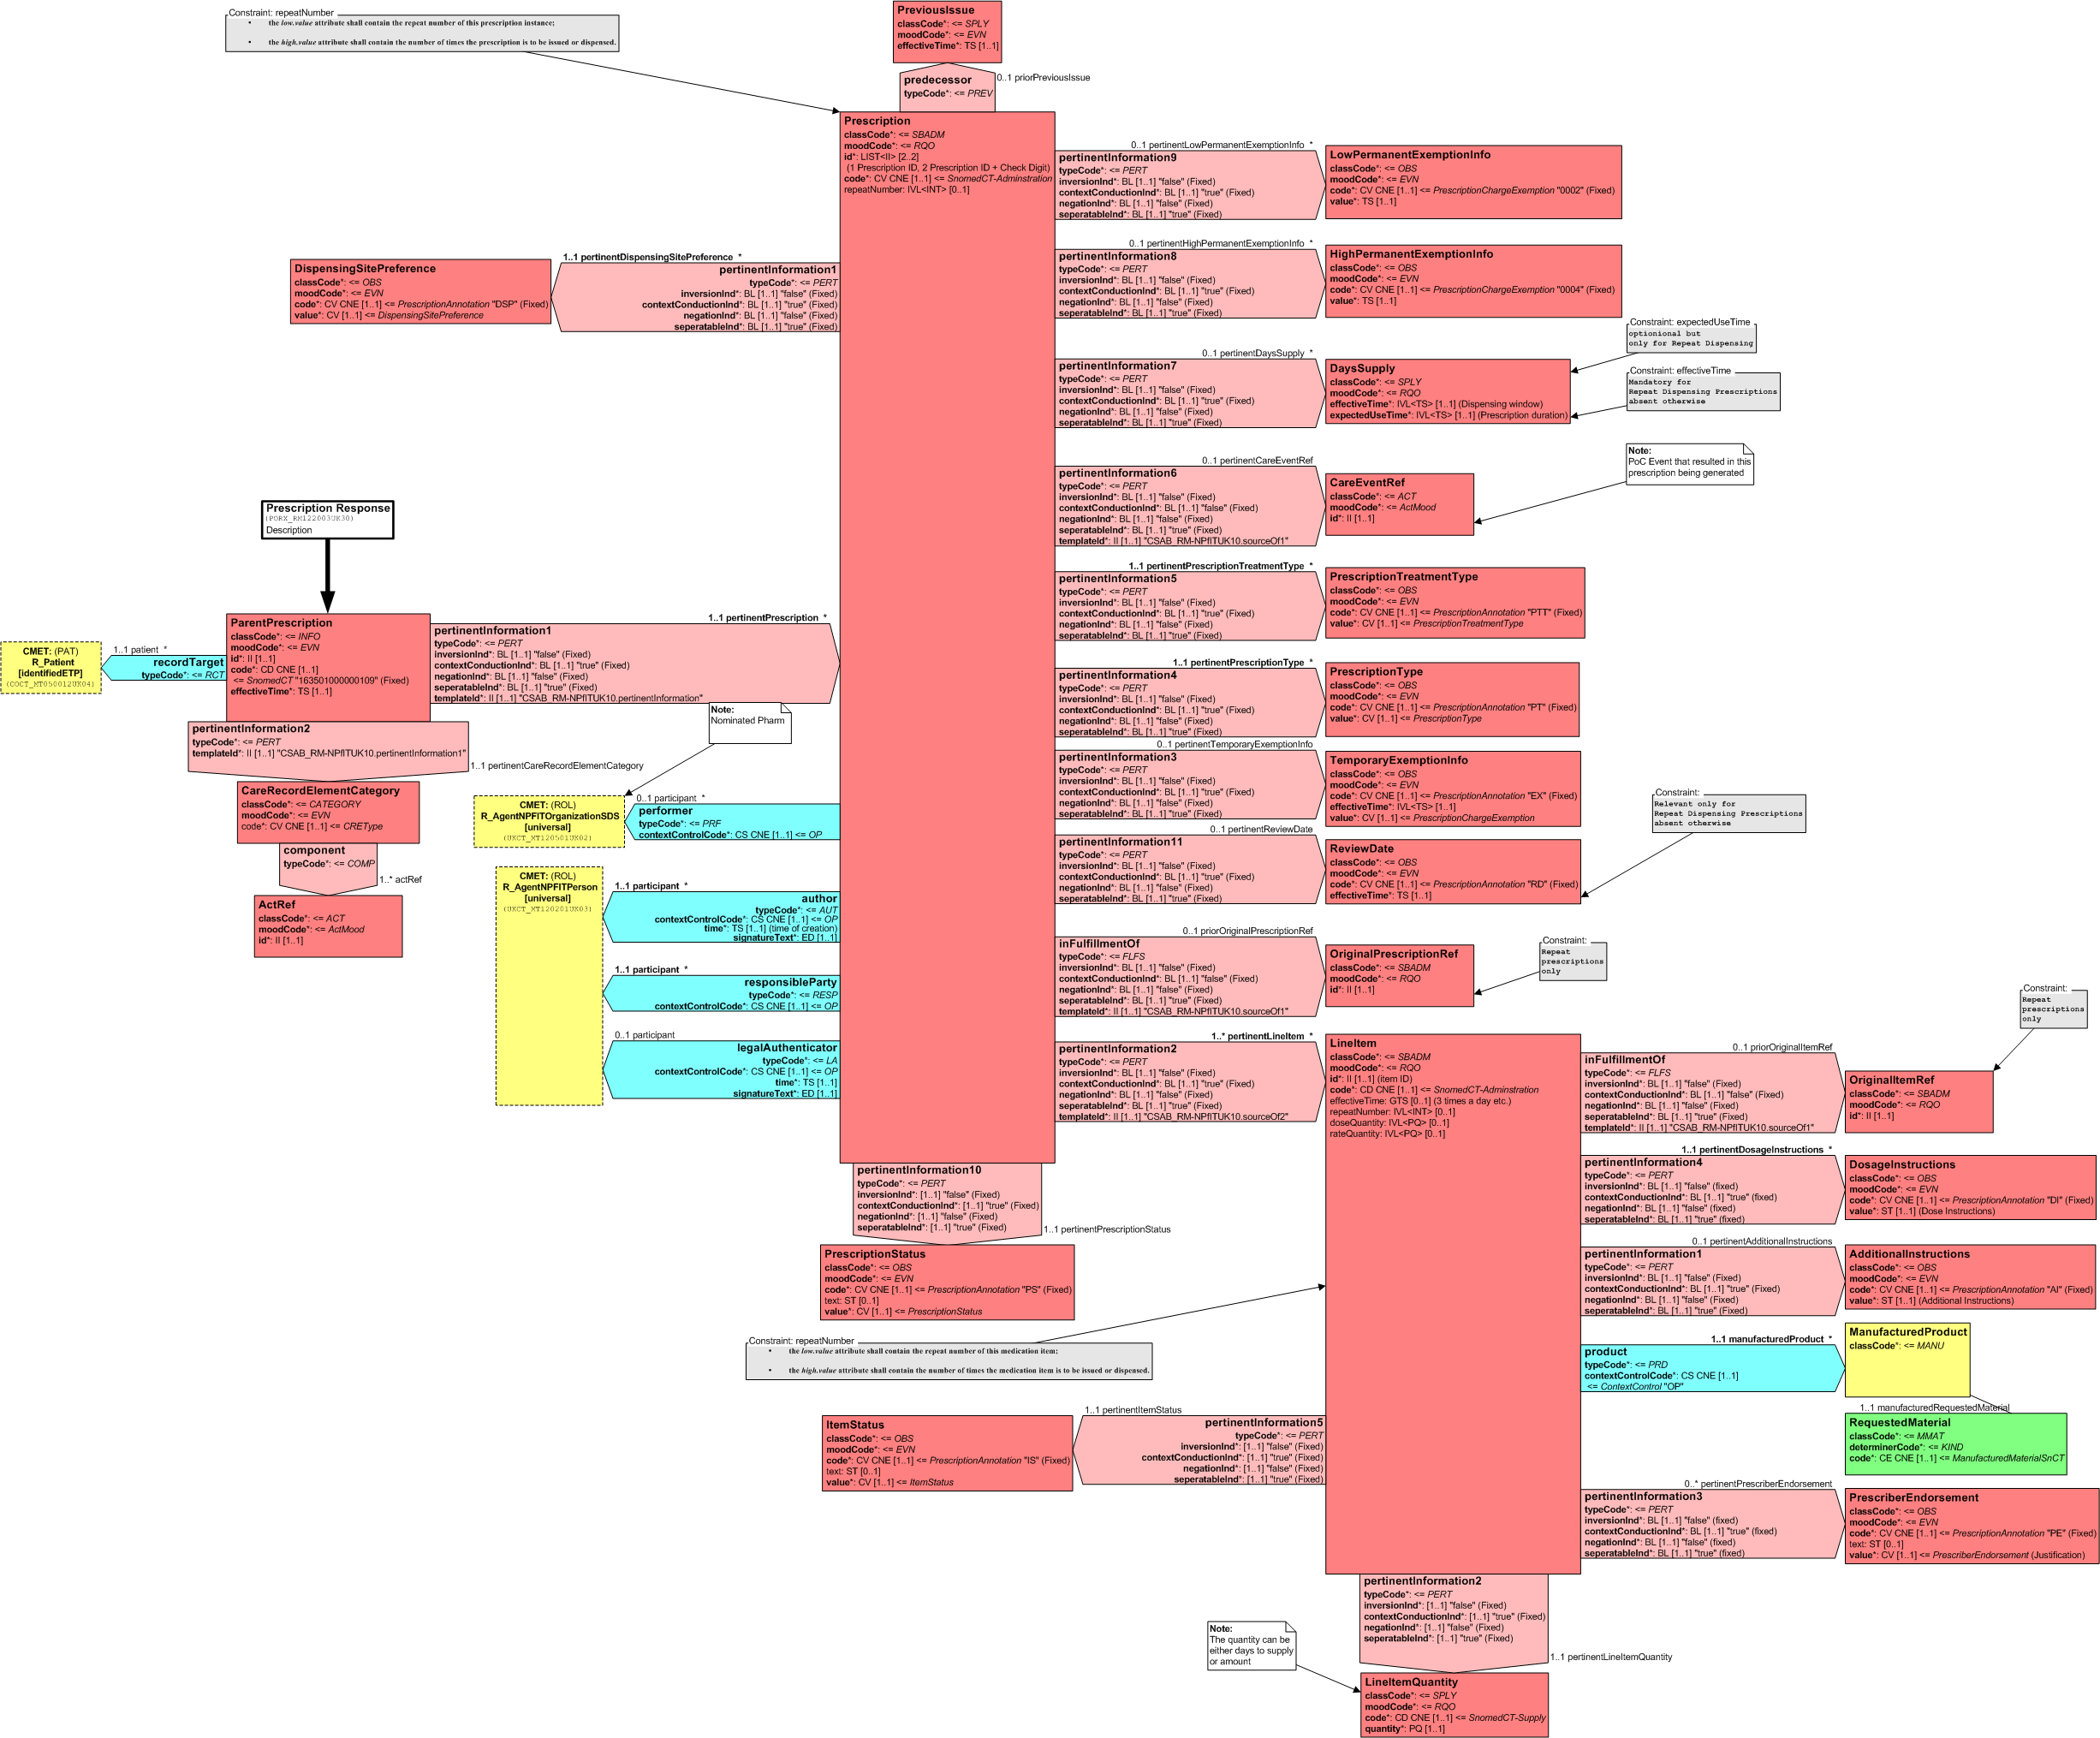 Constraint: repeatNumber
• the low.value attribute shall contain the repeat number of this prescription instance;
• the high.value attribute shall contain the number of times the prescription is to be issued or dispensed.
PreviousIssue
classCode*: <= SPLY
moodCode*: <= EVN
effectiveTime*: TS [1..1]
predecessor
typeCode*: <= PREV
0..1 priorPreviousIssue
Prescription
classCode*: <= SBADM
moodCode*: <= RQO
id*: LIST<II> [2..2]
(1 Prescription ID, 2 Prescription ID + Check Digit)
code*: CV CNE [1..1] <= SnomedCT-Adminstration
repeatNumber: IVL<INT> [0..1]
0..1 pertinentLowPermanentExemptionInfo *
pertinentInformation9
typeCode*: <= PERT
inversionInd*: BL [1..1] "false" (Fixed)
contextConductionInd*: BL [1..1] "true" (Fixed)
negationInd*: BL [1..1] "false" (Fixed)
seperatableInd*: BL [1..1] "true" (Fixed)
LowPermanentExemptionInfo
classCode*: <= OBS
moodCode*: <= EVN
code*: CV CNE [1..1] <= PrescriptionChargeExemption "0002" (Fixed)
value*: TS [1..1]
0..1 pertinentHighPermanentExemptionInfo *
pertinentInformation8
typeCode*: <= PERT
inversionInd*: BL [1..1] "false" (Fixed)
contextConductionInd*: BL [1..1] "true" (Fixed)
negationInd*: BL [1..1] "false" (Fixed)
seperatableInd*: BL [1..1] "true" (Fixed)
HighPermanentExemptionInfo
classCode*: <= OBS
moodCode*: <= EVN
code*: CV CNE [1..1] <= PrescriptionChargeExemption "0004" (Fixed)
value*: TS [1..1]
1..1 pertinentDispensingSitePreference *
DispensingSitePreference
classCode*: <= OBS
moodCode*: <= EVN
code*: CV CNE [1..1] <= PrescriptionAnnotation "DSP" (Fixed)
value*: CV [1..1] <= DispensingSitePreference
pertinentInformation1
typeCode*: <= PERT
inversionInd*: BL [1..1] "false" (Fixed)
contextConductionInd*: BL [1..1] "true" (Fixed)
negationInd*: BL [1..1] "false" (Fixed)
seperatableInd*: BL [1..1] "true" (Fixed)
Constraint: expectedUseTime
optionional but
only for Repeat Dispensing
Constraint: effectiveTime
Mandatory for
Repeat Dispensing Prescriptions
absent otherwise
0..1 pertinentDaysSupply *
pertinentInformation7
typeCode*: <= PERT
inversionInd*: BL [1..1] "false" (Fixed)
contextConductionInd*: BL [1..1] "true" (Fixed)
negationInd*: BL [1..1] "false" (Fixed)
seperatableInd*: BL [1..1] "true" (Fixed)
DaysSupply
classCode*: <= SPLY
moodCode*: <= RQO
effectiveTime*: IVL<TS> [1..1] (Dispensing window)
expectedUseTime*: IVL<TS> [1..1] (Prescription duration)
Note:
PoC Event that resulted in this
prescription being generated
0..1 pertinentCareEventRef
pertinentInformation6
typeCode*: <= PERT
inversionInd*: BL [1..1] "false" (Fixed)
contextConductionInd*: BL [1..1] "false" (Fixed)
negationInd*: BL [1..1] "false" (Fixed)
seperatableInd*: BL [1..1] "true" (Fixed)
templateId*: II [1..1] "CSAB_RM-NPfITUK10.sourceOf1"
CareEventRef
classCode*: <= ACT
moodCode*: <= ActMood
id*: II [1..1]
Prescription Response
(PORX_RM122003UK30)
Description
1..1 pertinentPrescriptionTreatmentType *
pertinentInformation5
typeCode*: <= PERT
inversionInd*: BL [1..1] "false" (Fixed)
contextConductionInd*: BL [1..1] "true" (Fixed)
negationInd*: BL [1..1] "false" (Fixed)
seperatableInd*: BL [1..1] "true" (Fixed)
PrescriptionTreatmentType
classCode*: <= OBS
moodCode*: <= EVN
code*: CV CNE [1..1] <= PrescriptionAnnotation "PTT" (Fixed)
value*: CV [1..1] <= PrescriptionTreatmentType
CMET: (PAT)
R_Patient
[identifiedETP]
(COCT_MT050012UK04)
1..1 patient *
recordTarget
typeCode*: <= RCT
ParentPrescription
classCode*: <= INFO
moodCode*: <= EVN
id*: II [1..1]
code*: CD CNE [1..1]
<= SnomedCT "163501000000109" (Fixed)
effectiveTime*: TS [1..1]
1..1 pertinentPrescription *
pertinentInformation1
typeCode*: <= PERT
inversionInd*: BL [1..1] "false" (Fixed)
contextConductionInd*: BL [1..1] "true" (Fixed)
negationInd*: BL [1..1] "false" (Fixed)
seperatableInd*: BL [1..1] "true" (Fixed)
templateId*: II [1..1] "CSAB_RM-NPfITUK10.pertinentInformation"
1..1 pertinentPrescriptionType *
pertinentInformation4
typeCode*: <= PERT
inversionInd*: BL [1..1] "false" (Fixed)
contextConductionInd*: BL [1..1] "true" (Fixed)
negationInd*: BL [1..1] "false" (Fixed)
seperatableInd*: BL [1..1] "true" (Fixed)
PrescriptionType
classCode*: <= OBS
moodCode*: <= EVN
code*: CV CNE [1..1] <= PrescriptionAnnotation "PT" (Fixed)
value*: CV [1..1] <= PrescriptionType
pertinentInformation2
typeCode*: <= PERT
templateId*: II [1..1] "CSAB_RM-NPfITUK10.pertinentInformation1"
1..1 pertinentCareRecordElementCategory
Note:
Nominated Pharm
CareRecordElementCategory
classCode*: <= CATEGORY
moodCode*: <= EVN
code*: CV CNE [1..1] <= CREType
component
typeCode*: <= COMP
1..* actRef
ActRef
classCode*: <= ACT
moodCode*: <= ActMood
id*: II [1..1]
CMET: (ROL)
R_AgentNPFITOrganizationSDS
[universal]
(UKCT_MT120501UK02)
0..1 participant *
performer
typeCode*: <= PRF
contextControlCode*: CS CNE [1..1] <= OP
0..1 pertinentTemporaryExemptionInfo
pertinentInformation3
typeCode*: <= PERT
inversionInd*: BL [1..1] "false" (Fixed)
contextConductionInd*: BL [1..1] "true" (Fixed)
negationInd*: BL [1..1] "false" (Fixed)
seperatableInd*: BL [1..1] "true" (Fixed)
TemporaryExemptionInfo
classCode*: <= OBS
moodCode*: <= EVN
code*: CV CNE [1..1] <= PrescriptionAnnotation "EX" (Fixed)
effectiveTime*: IVL<TS> [1..1]
value*: CV [1..1] <= PrescriptionChargeExemption
Constraint:
Relevant only for
Repeat Dispensing Prescriptions
absent otherwise
0..1 pertinentReviewDate
pertinentInformation11
typeCode*: <= PERT
inversionInd*: BL [1..1] "false" (Fixed)
contextConductionInd*: BL [1..1] "true" (Fixed)
negationInd*: BL [1..1] "false" (Fixed)
seperatableInd*: BL [1..1] "true" (Fixed)
ReviewDate
classCode*: <= OBS
moodCode*: <= EVN
code*: CV CNE [1..1] <= PrescriptionAnnotation "RD" (Fixed)
effectiveTime*: TS [1..1]
CMET: (ROL)
R_AgentNPFITPerson
[universal]
(UKCT_MT120201UK03)
1..1 participant *
author
typeCode*: <= AUT
contextControlCode*: CS CNE [1..1] <= OP
time*: TS [1..1] (time of creation)
signatureText*: ED [1..1]
1..1 participant *
responsibleParty
typeCode*: <= RESP
contextControlCode*: CS CNE [1..1] <= OP
0..1 participant
legalAuthenticator
typeCode*: <= LA
contextControlCode*: CS CNE [1..1] <= OP
time*: TS [1..1]
signatureText*: ED [1..1]
0..1 priorOriginalPrescriptionRef
inFulfillmentOf
typeCode*: <= FLFS
inversionInd*: BL [1..1] "false" (Fixed)
contextConductionInd*: BL [1..1] "false" (Fixed)
negationInd*: BL [1..1] "false" (Fixed)
seperatableInd*: BL [1..1] "true" (Fixed)
templateId*: II [1..1] "CSAB_RM-NPfITUK10.sourceOf1"
OriginalPrescriptionRef
classCode*: <= SBADM
moodCode*: <= RQO
id*: II [1..1]
Constraint:
Repeat
prescriptions
only
1..* pertinentLineItem *
pertinentInformation2
typeCode*: <= PERT
inversionInd*: BL [1..1] "false" (Fixed)
contextConductionInd*: BL [1..1] "true" (Fixed)
negationInd*: BL [1..1] "false" (Fixed)
seperatableInd*: BL [1..1] "true" (Fixed)
templateId*: II [1..1] "CSAB_RM-NPfITUK10.sourceOf2"
LineItem
classCode*: <= SBADM
moodCode*: <= RQO
id*: II [1..1] (item ID)
code*: CD CNE [1..1] <= SnomedCT-Adminstration
effectiveTime: GTS [0..1] (3 times a day etc.)
repeatNumber: IVL<INT> [0..1]
doseQuantity: IVL<PQ> [0..1]
rateQuantity: IVL<PQ> [0..1]
Constraint:
Repeat
prescriptions
only
0..1 priorOriginalItemRef
inFulfillmentOf
typeCode*: <= FLFS
inversionInd*: BL [1..1] "false" (fixed)
contextConductionInd*: BL [1..1] "false" (Fixed)
negationInd*: BL [1..1] "false" (Fixed)
seperatableInd*: BL [1..1] "true" (Fixed)
templateId*: II [1..1] "CSAB_RM-NPfITUK10.sourceOf1"
OriginalItemRef
classCode*: <= SBADM
moodCode*: <= RQO
id*: II [1..1]
1..1 pertinentDosageInstructions *
pertinentInformation4
typeCode*: <= PERT
inversionInd*: BL [1..1] "false" (fixed)
contextConductionInd*: BL [1..1] "true" (fixed)
negationInd*: BL [1..1] "false" (Fixed)
seperatableInd*: BL [1..1] "true" (fixed)
DosageInstructions
classCode*: <= OBS
moodCode*: <= EVN
code*: CV CNE [1..1] <= PrescriptionAnnotation "DI" (Fixed)
value*: ST [1..1] (Dose Instructions)
pertinentInformation10
typeCode*: <= PERT
inversionInd*: [1..1] "false" (Fixed)
contextConductionInd*: [1..1] "true" (Fixed)
negationInd*: [1..1] "false" (Fixed)
seperatableInd*: [1..1] "true" (Fixed)
1..1 pertinentPrescriptionStatus
PrescriptionStatus
classCode*: <= OBS
moodCode*: <= EVN
code*: CV CNE [1..1] <= PrescriptionAnnotation "PS" (Fixed)
text: ST [0..1]
value*: CV [1..1] <= PrescriptionStatus
0..1 pertinentAdditionalInstructions
pertinentInformation1
typeCode*: <= PERT
inversionInd*: BL [1..1] "false" (fixed)
contextConductionInd*: BL [1..1] "true" (Fixed)
negationInd*: BL [1..1] "false" (Fixed)
seperatableInd*: BL [1..1] "true" (fixed)
AdditionalInstructions
classCode*: <= OBS
moodCode*: <= EVN
code*: CV CNE [1..1] <= PrescriptionAnnotation "AI" (Fixed)
value*: ST [1..1] (Additional Instructions)
Constraint: repeatNumber
• the low.value attribute shall contain the repeat number of this medication item;
• the high.value attribute shall contain the number of times the medication item is to be issued or dispensed.
1..1 manufacturedProduct *
product
typeCode*: <= PRD
contextControlCode*: CS CNE [1..1]
<= ContextControl "OP"
ManufacturedProduct
classCode*: <= MANU
1..1 manufacturedRequestedMaterial
RequestedMaterial
classCode*: <= MMAT
determinerCode*: <= KIND
code*: CE CNE [1..1] <= ManufacturedMaterialSnCT
1..1 pertinentItemStatus
ItemStatus
classCode*: <= OBS
moodCode*: <= EVN
code*: CV CNE [1..1] <= PrescriptionAnnotation "IS" (Fixed)
text: ST [0..1]
value*: CV [1..1] <= ItemStatus
pertinentInformation5
typeCode*: <= PERT
inversionInd*: [1..1] "false" (Fixed)
contextConductionInd*: [1..1] "true" (Fixed)
negationInd*: [1..1] "false" (Fixed)
seperatableInd*: [1..1] "true" (Fixed)
0..* pertinentPrescriberEndorsement
pertinentInformation3
typeCode*: <= PERT
inversionInd*: BL [1..1] "false" (fixed)
contextConductionInd*: BL [1..1] "true" (fixed)
negationInd*: BL [1..1] "false" (fixed)
seperatableInd*: BL [1..1] "true" (fixed)
PrescriberEndorsement
classCode*: <= OBS
moodCode*: <= EVN
code*: CV CNE [1..1] <= PrescriptionAnnotation "PE" (Fixed)
text: ST [0..1]
value*: CV [1..1] <= PrescriberEndorsement (Justification)
pertinentInformation2
typeCode*: <= PERT
inversionInd*: [1..1] "false" (Fixed)
contextConductionInd*: [1..1] "true" (Fixed)
negationInd*: [1..1] "false" (Fixed)
seperatableInd*: [1..1] "true" (Fixed)
1..1 pertinentLineItemQuantity
Note:
The quantity can be
either days to supply
or amount
LineItemQuantity
classCode*: <= SPLY
moodCode*: <= RQO
code*: CD CNE [1..1] <= SnomedCT-Supply
quantity*: PQ [1..1]